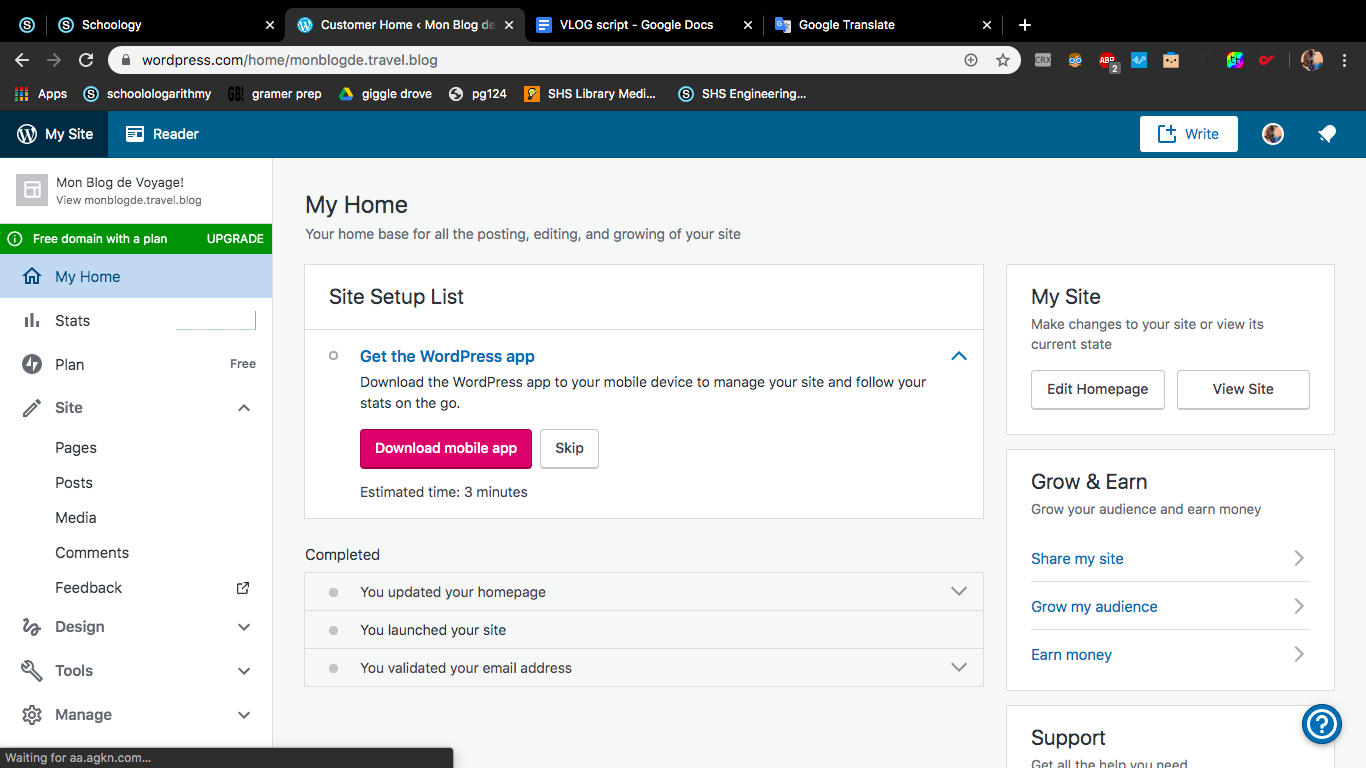 Schoology
Customer Home ‹ Mon Blog de
VLOG script - Google Docs
Google Translate
wordpress.com/home/monblogde.travel.blog
CRX
ABP
2
Apps
schoolologarithmy
GB!
gramer prep
giggle drove
pg124
SHS Library Medi...
SHS Engineering...
My Site
Reader
Write
Mon Blog de Voyage!
View monblogde.travel.blog
Free domain with a plan
UPGRADE
My Home
Stats
Plan
Free
Site
Pages
Posts
Media
Comments
Feedback
Design
Tools
Manage
Waiting for aa.agkn.com...
My Home
Your home base for all the posting, editing, and growing of your site
Site Setup List
Get the WordPress app
Download the WordPress app to your mobile device to manage your site and follow your
stats on the go.
Download mobile app
Skip
Estimated time: 3 minutes
Completed
You updated your homepage
You launched your site
You validated your email address
My Site
Make changes to your site or view its
current state
Edit Homepage
View Site
Grow & Earn
Grow your audience and earn money
Share my site
Grow my audience
Earn money
Support
Get all the help you need